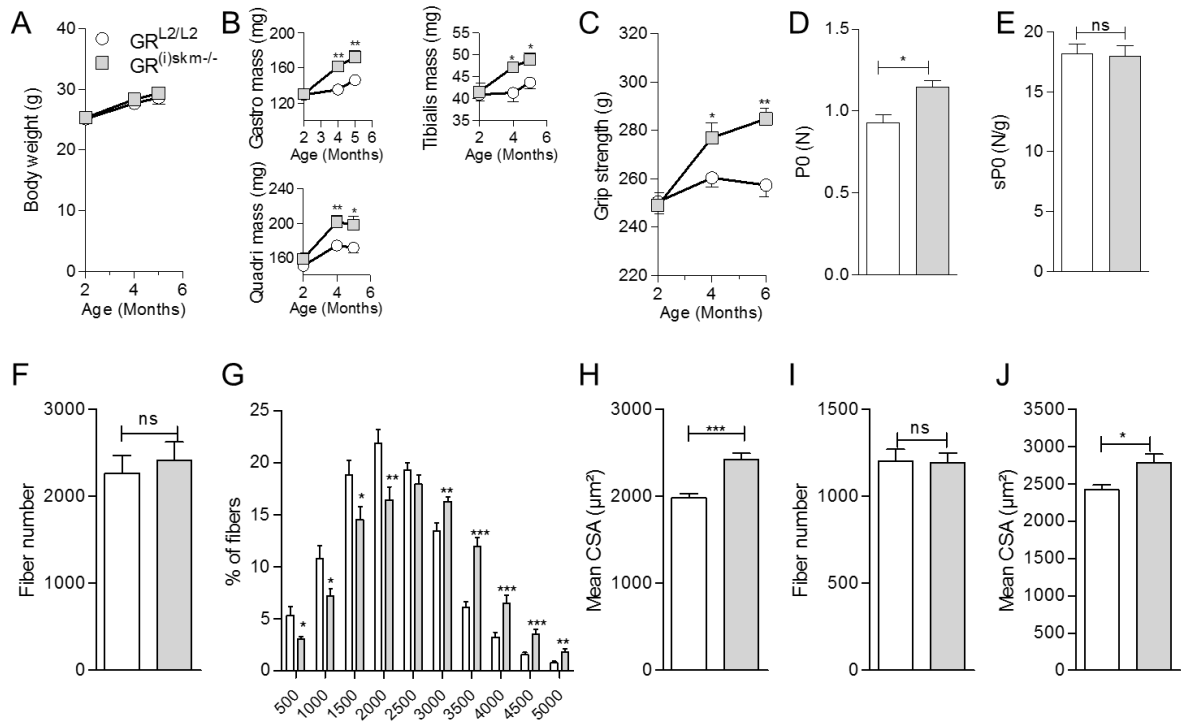 A
GR^L2/L2
GR^(i)skm-/-
Body weight (g)
40
30
20
10
0
2 4 6
Age (Months)
B
Gastro mass (mg)
200
160
130
100
2 3 4 5 6
** **
Age (Months)
Tibialis mass (mg)
55
50
45
40
35
2 4 6
* *
Age (Months)
Quadri mass (mg)
240
200
160
2 4 6
** *
Age (Months)
C
Grip strength (g)
300
280
260
240
220
2 4 6
* **
Age (Months)
D
P0 (N)
1.5
1.0
0.5
0.0
*
E
sP0 (N/g)
20
15
10
5
0
ns
F
Fiber number
3000
2000
1000
0
ns
G
% of fibers
25
20
15
10
5
0
* * * ** ** *** *** *** **
500 1000 1500 2000 2500 3000 3500 4000 4500 5000
H
Mean CSA (µm²)
3000
2000
1000
0
***
I
Fiber number
1500
1000
500
0
ns
J
Mean CSA (µm²)
3500
3000
2500
2000
1500
1000
500
0
*